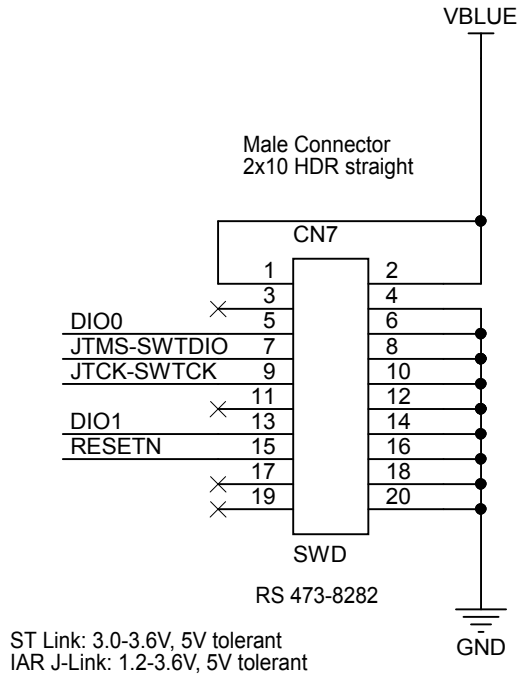 VBLUE
Male Connector
2x10 HDR straight
CN7
1 2
3 4
DIO0 5 6
JTMS-SWTDIO 7 8
JTCK-SWTCK 9 10
11 12
DIO1 13 14
RESETN 15 16
17 18
19 20
SWD
RS 473-8282
GND
ST Link: 3.0-3.6V, 5V tolerant
IAR J-Link: 1.2-3.6V, 5V tolerant